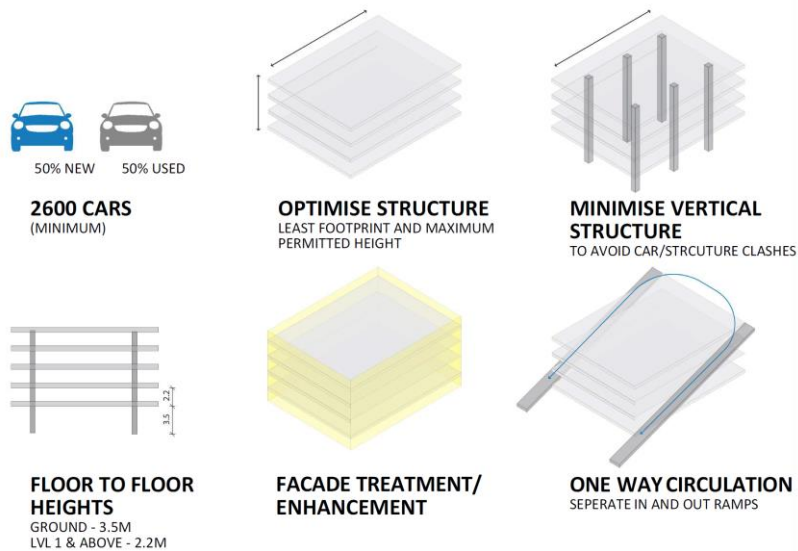 50% NEW
50% USED
2600 CARS
(MINIMUM)
OPTIMISE STRUCTURE
LEAST FOOTPRINT AND MAXIMUM
PERMITTED HEIGHT
MINIMISE VERTICAL
STRUCTURE
TO AVOID CAR/STRCUTURE CLASHES
2.2
3.5
FLOOR TO FLOOR
HEIGHTS
GROUND - 3.5M
LVL 1 & ABOVE - 2.2M
FACADE TREATMENT/
ENHANCEMENT
ONE WAY CIRCULATION
SEPERATE IN AND OUT RAMPS